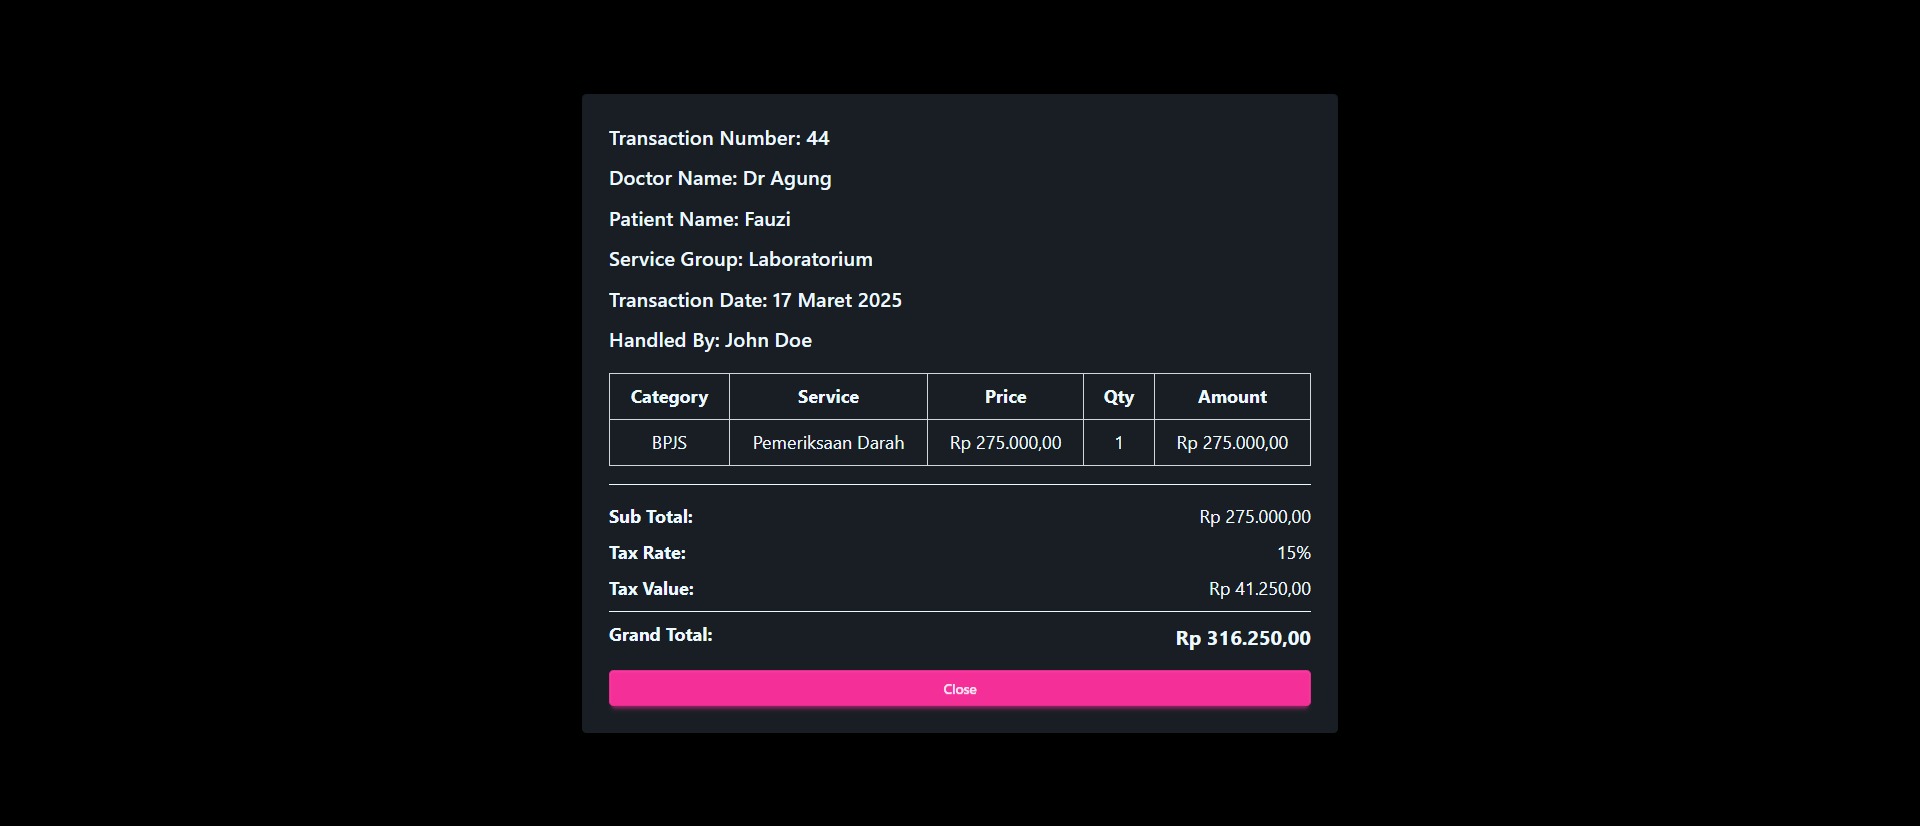 Transaction Number: 44
Doctor Name: Dr Agung
Patient Name: Fauzi
Service Group: Laboratorium
Transaction Date: 17 Maret 2025
Handled By: John Doe
Category Service Price Qty Amount
BPJS Pemeriksaan Darah Rp 275.000,00 1 Rp 275.000,00
Sub Total: Rp 275.000,00
Tax Rate: 15%
Tax Value: Rp 41.250,00
Grand Total: Rp 316.250,00
Close